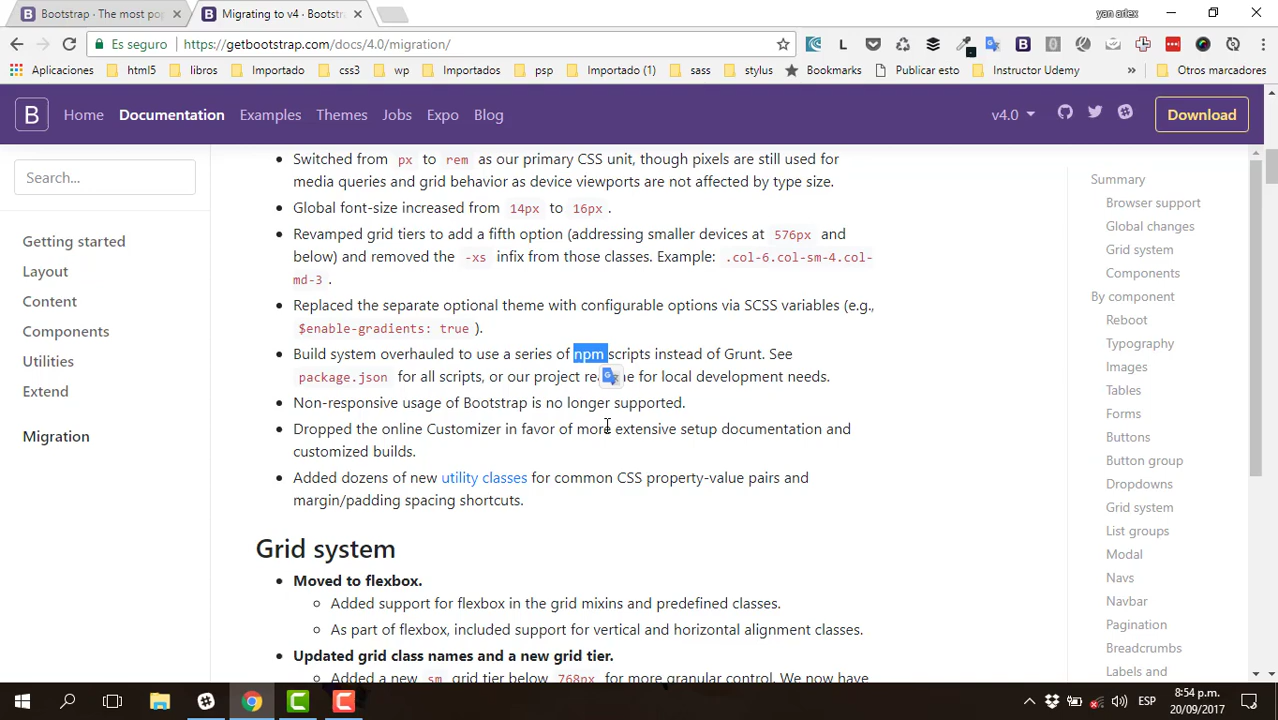 Bootstrap · The most po
Migrating to v4 · Bootstr
yan artex
Es seguro
https://getbootstrap.com/docs/4.0/migration/
Aplicaciones
html5
libros
Importado
css3
wp
Importados
psp
Importado (1)
sass
stylus
Bookmarks
Publicar esto
Instructor Udemy
»
Otros marcadores
B
Home
Documentation
Examples
Themes
Jobs
Expo
Blog
v4.0
Download
Search...
Getting started
Layout
Content
Components
Utilities
Extend
Migration
Switched from px to rem as our primary CSS unit, though pixels are still used for
media queries and grid behavior as device viewports are not affected by type size.
Global font-size increased from 14px to 16px.
Revamped grid tiers to add a fifth option (addressing smaller devices at 576px and
below) and removed the -xs infix from those classes. Example: .col-6.col-sm-4.col-
md-3.
Replaced the separate optional theme with configurable options via SCSS variables (e.g.,
$enable-gradients: true).
Build system overhauled to use a series of npm scripts instead of Grunt. See
package.json for all scripts, or our project re me for local development needs.
Non-responsive usage of Bootstrap is no longer supported.
Dropped the online Customizer in favor of more extensive setup documentation and
customized builds.
Added dozens of new utility classes for common CSS property-value pairs and
margin/padding spacing shortcuts.
Grid system
Moved to flexbox.
Added support for flexbox in the grid mixins and predefined classes.
As part of flexbox, included support for vertical and horizontal alignment classes.
Updated grid class names and a new grid tier.
Added a new sm grid tier below 768px for more granular control. We now have
Summary
Browser support
Global changes
Grid system
Components
By component
Reboot
Typography
Images
Tables
Forms
Buttons
Button group
Dropdowns
Grid system
List groups
Modal
Navs
Navbar
Pagination
Breadcrumbs
Labels and
ESP
8:54 p.m.
20/09/2017